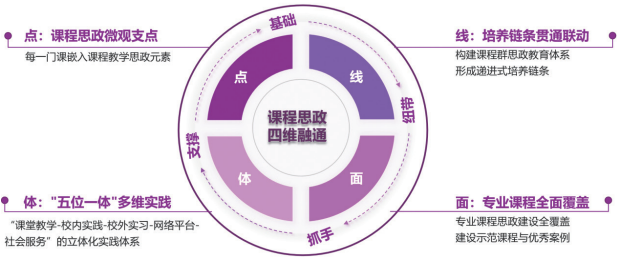 基础
点：课程思政微观支点
每一门课嵌入课程教学思政元素
线：培养链条贯通联动
构建课程群思政教育体系
形成递进式培养链条
点
线
纽带
课程思政
四维融通
支撑
体
面
体："五位一体"多维实践
“课堂教学-校内实践-校外实习-网络平台-
社会服务”的立体化实践体系
面：专业课程全面覆盖
专业课程思政建设全覆盖
建设示范课程与优秀案例
抓手